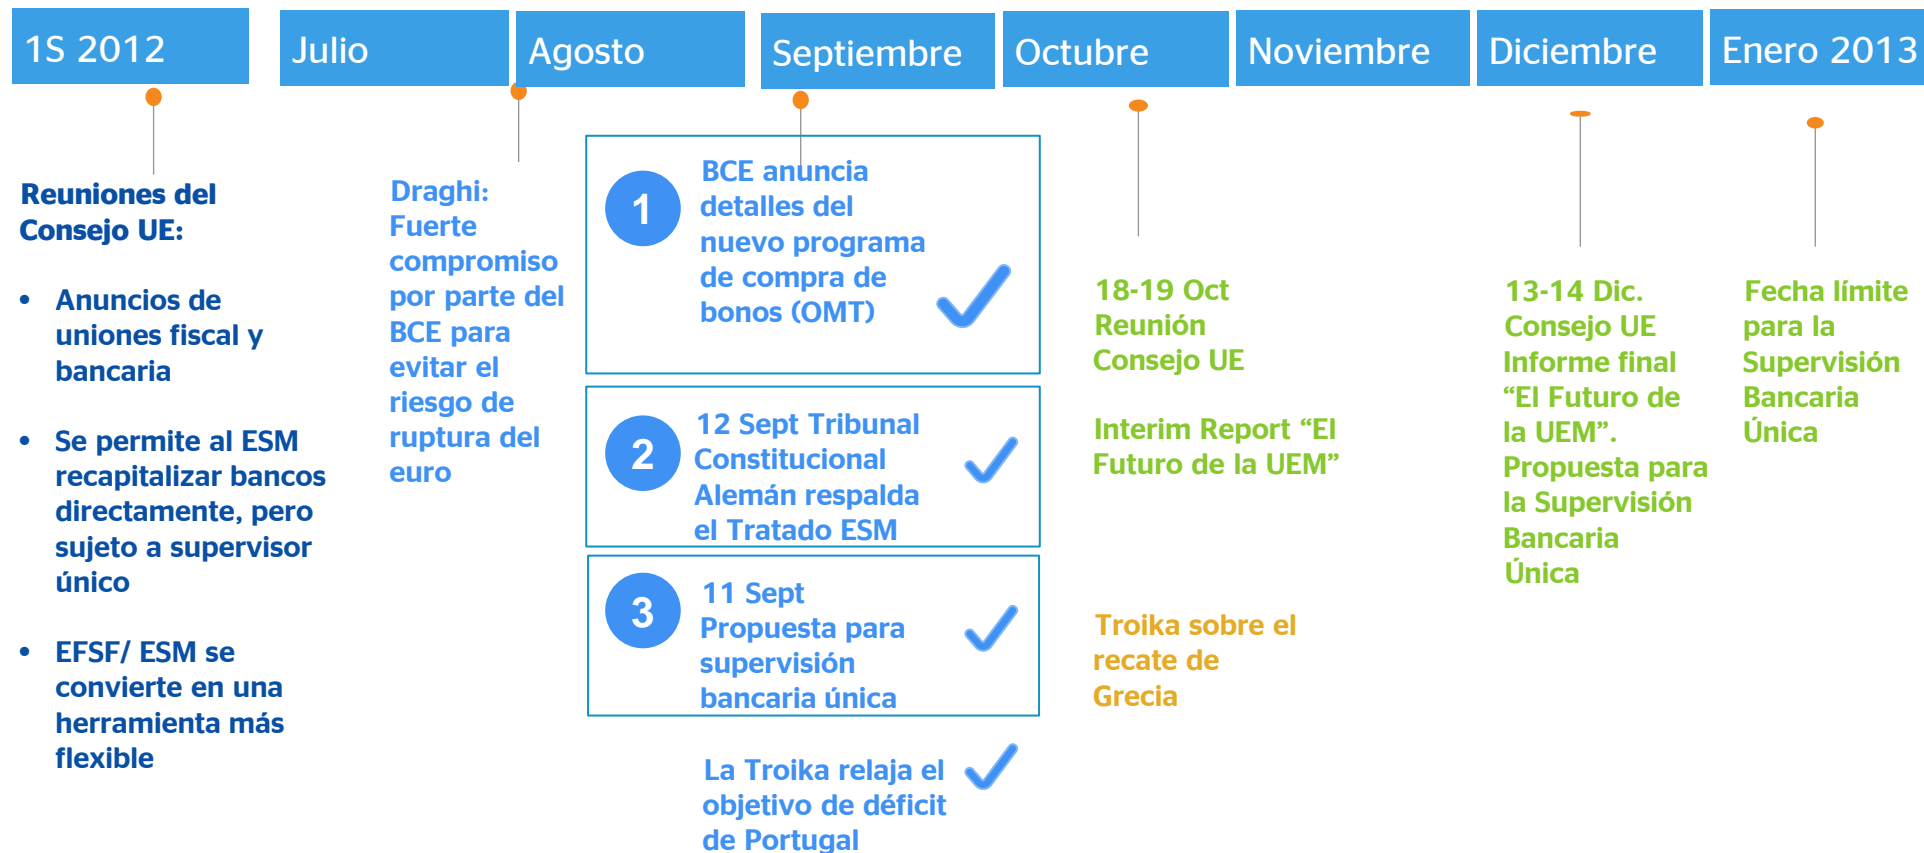 1S 2012
Julio
Agosto
Septiembre
Octubre
Noviembre
Diciembre
Enero 2013
Reuniones del
Consejo UE:
• Anuncios de
uniones fiscal y
bancaria
• Se permite al ESM
recapitalizar bancos
directamente, pero
sujeto a supervisor
único
• EFSF/ ESM se
convierte en una
herramienta más
flexible
Draghi:
Fuerte
compromiso
por parte del
BCE para
evitar el
riesgo de
ruptura del
euro
1
BCE anuncia
detalles del
nuevo programa
de compra de
bonos (OMT)
2
12 Sept Tribunal
Constitucional
Alemán respalda
el Tratado ESM
3
11 Sept
Propuesta para
supervisión
bancaria única
La Troika relaja el
objetivo de déficit
de Portugal
18-19 Oct
Reunión
Consejo UE
Interim Report “El
Futuro de la UEM”
Troika sobre el
recate de
Grecia
13-14 Dic.
Consejo UE
Informe final
“El Futuro de
la UEM”.
Propuesta para
la Supervisión
Bancaria
Única
Fecha límite
para la
Supervisión
Bancaria
Única